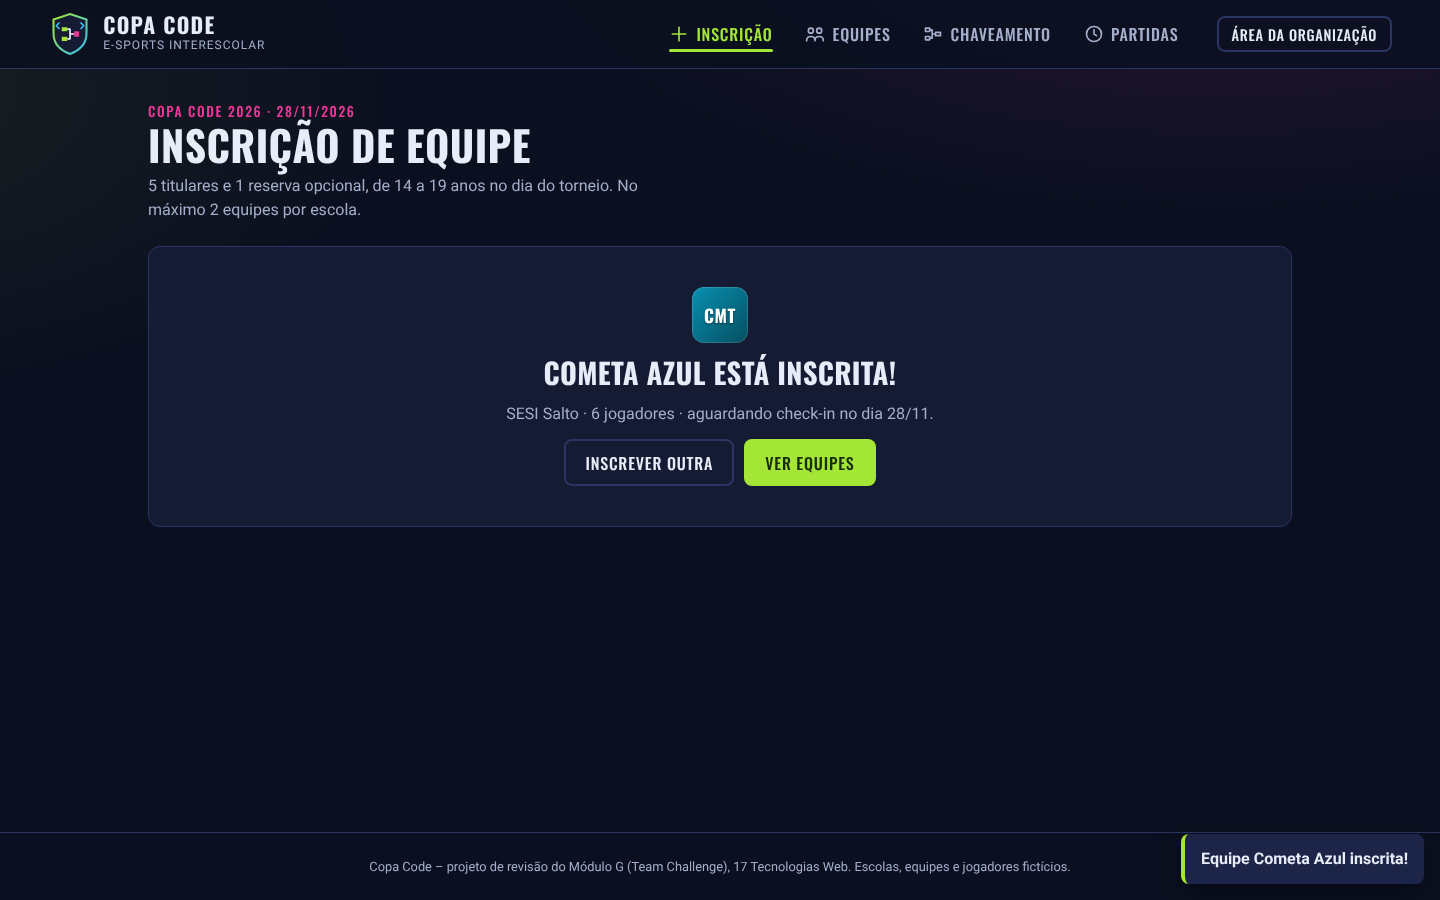 COPA CODE
E-SPORTS INTERESCOLAR
INSCRIÇÃO
EQUIPES
CHAVEAMENTO
PARTIDAS
ÁREA DA ORGANIZAÇÃO
COPA CODE 2026 · 28/11/2026
INSCRIÇÃO DE EQUIPE
5 titulares e 1 reserva opcional, de 14 a 19 anos no dia do torneio. No
máximo 2 equipes por escola.
CMT
COMETA AZUL ESTÁ INSCRITA!
SESI Salto · 6 jogadores · aguardando check-in no dia 28/11.
INSCREVER OUTRA
VER EQUIPES
Copa Code – projeto de revisão do Módulo G (Team Challenge), 17 Tecnologias Web. Escolas, equipes e jogadores fictícios.
Equipe Cometa Azul inscrita!